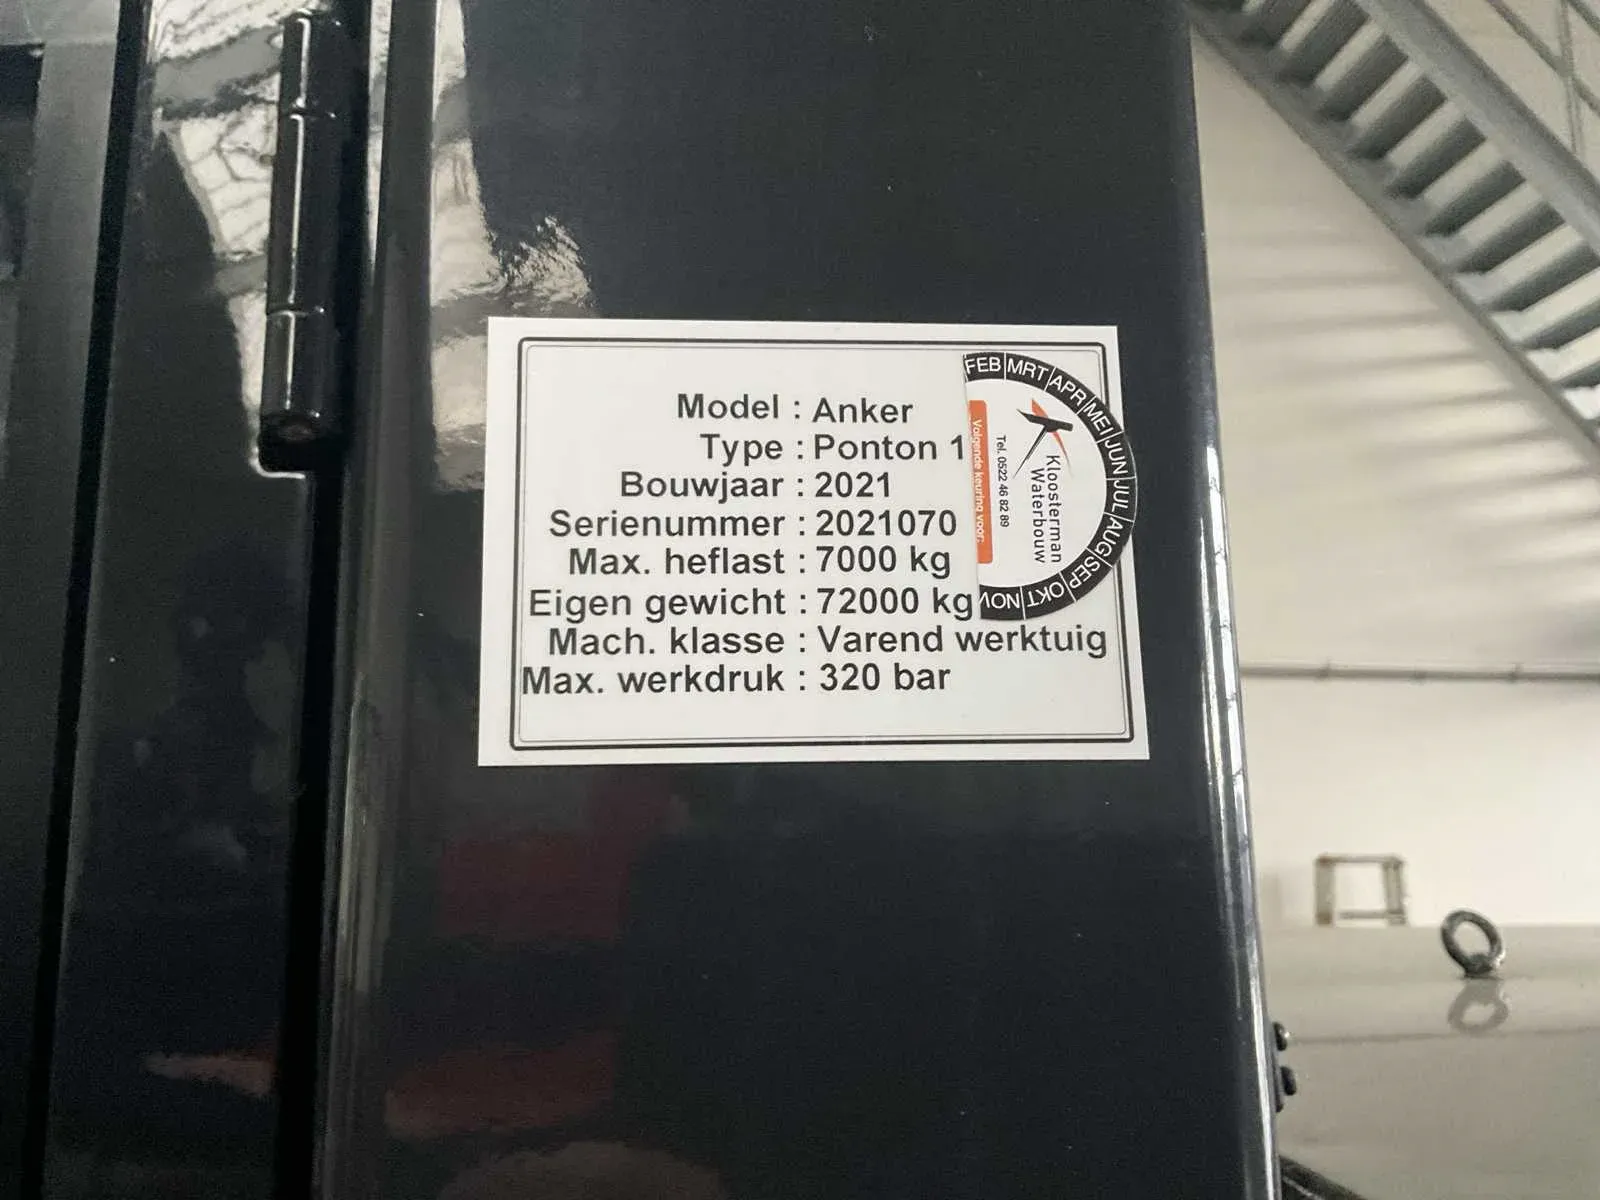 Model : Anker
Type : Ponton 1
Bouwjaar : 2021
Serienummer : 2021070
Max. heflast : 7000 kg
Eigen gewicht : 72000 kg
Mach. klasse : Varend werktuig
Max. werkdruk : 320 bar
FEB MRT APR MEI JUN JUL AUG SEP OKT NOV
Kloosterman
Waterbouw
Tel. 0522 46 82 89
Volgende keuring voor: